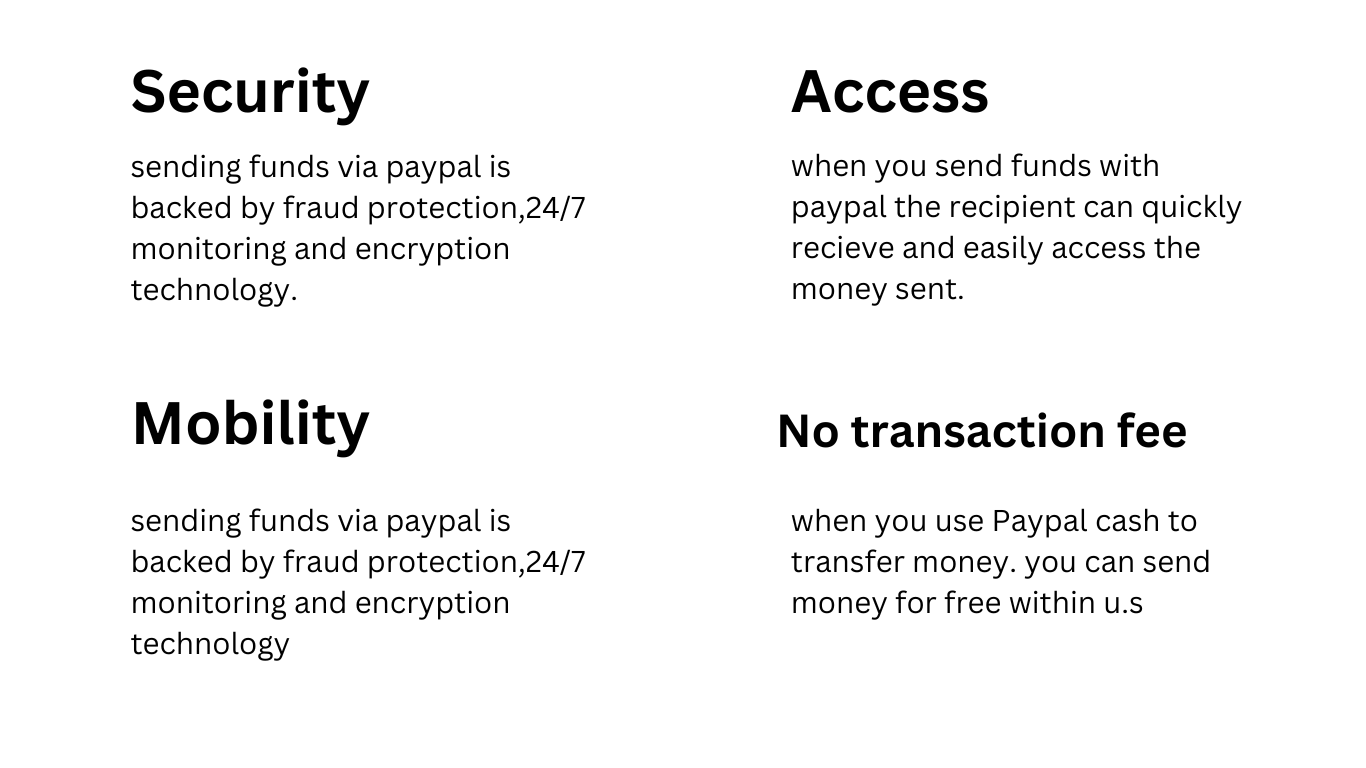 Security
sending funds via paypal is
backed by fraud protection,24/7
monitoring and encryption
technology.
Access
when you send funds with
paypal the recipient can quickly
recieve and easily access the
money sent.
Mobility
sending funds via paypal is
backed by fraud protection,24/7
monitoring and encryption
technology
No transaction fee
when you use Paypal cash to
transfer money. you can send
money for free within u.s